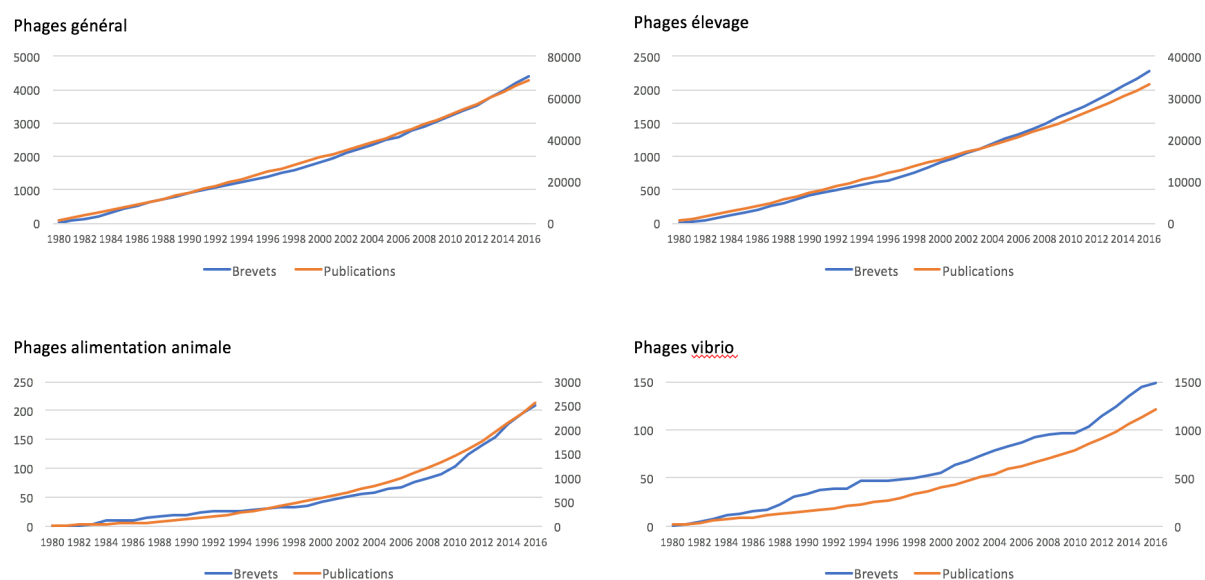 Phages général
5000 80000
4000
60000
3000
40000
2000
20000
1000
0 0
1980 1982 1984 1986 1988 1990 1992 1994 1996 1998 2000 2002 2004 2006 2008 2010 2012 2014 2016
Brevets Publications
Phages élevage
2500 40000
2000
30000
1500
20000
1000
10000
500
0 0
1980 1982 1984 1986 1988 1990 1992 1994 1996 1998 2000 2002 2004 2006 2008 2010 2012 2014 2016
Brevets Publications
Phages alimentation animale
250 3000
2500
200
2000
150
1500
100
1000
50
500
0 0
1980 1982 1984 1986 1988 1990 1992 1994 1996 1998 2000 2002 2004 2006 2008 2010 2012 2014 2016
Brevets Publications
Phages vibrio
150 1500
100 1000
50 500
0 0
1980 1982 1984 1986 1988 1990 1992 1994 1996 1998 2000 2002 2004 2006 2008 2010 2012 2014 2016
Brevets Publications